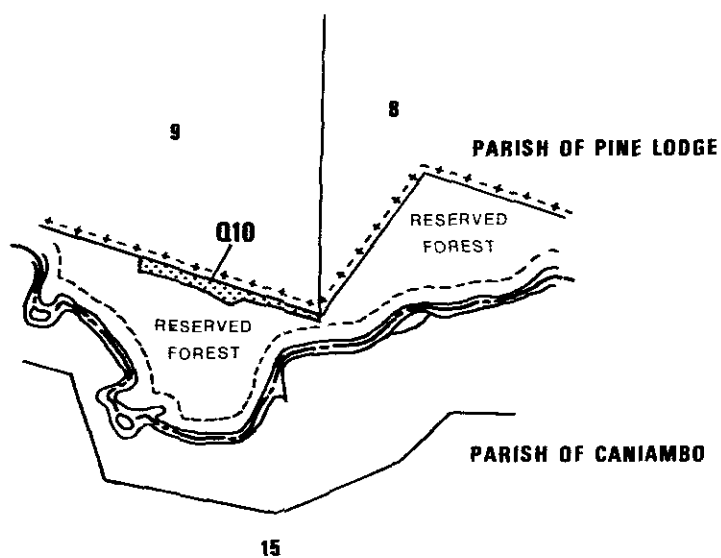 8
9
PARISH OF PINE LODGE
RESERVED
FOREST
Q10
RESERVED
FOREST
PARISH OF CANIAMBO
15